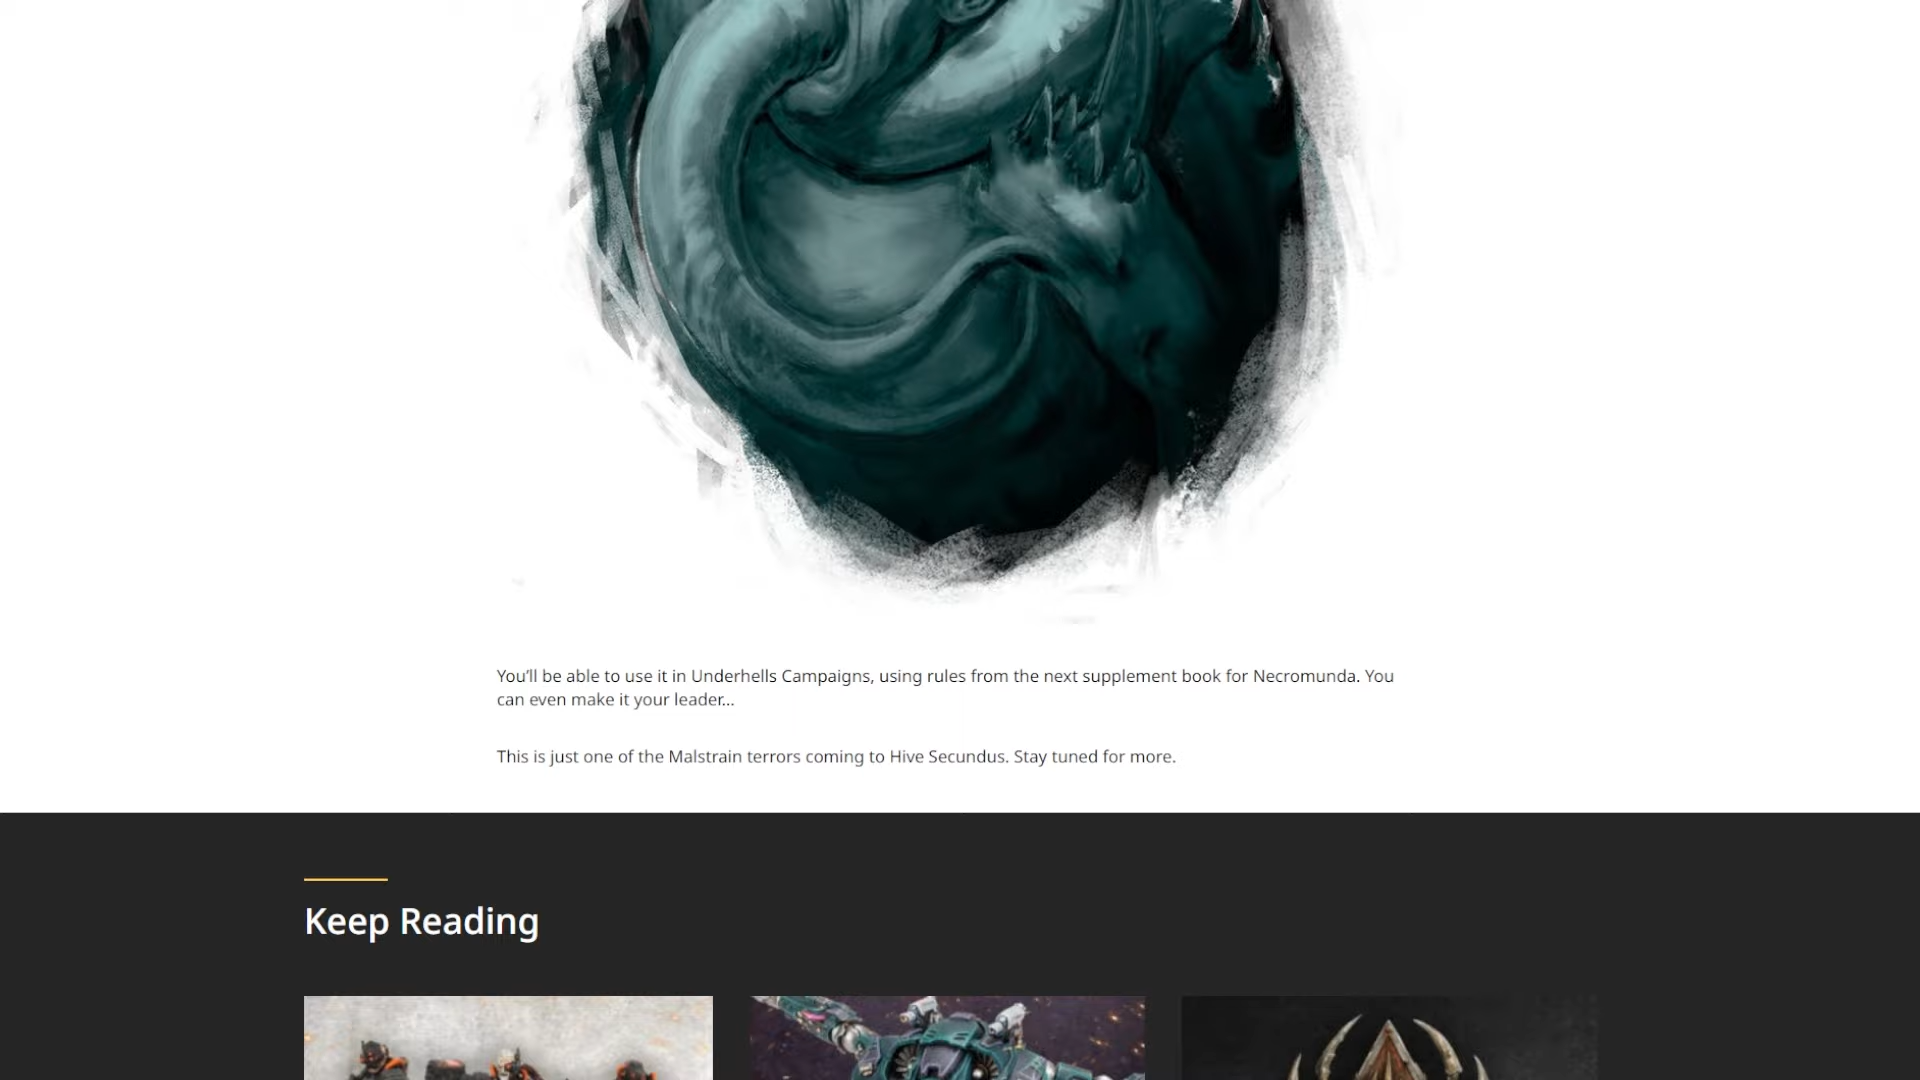 You’ll be able to use it in Underhells Campaigns, using rules from the next supplement book for Necromunda. You
can even make it your leader…
This is just one of the Malstrain terrors coming to Hive Secundus. Stay tuned for more.
Keep Reading